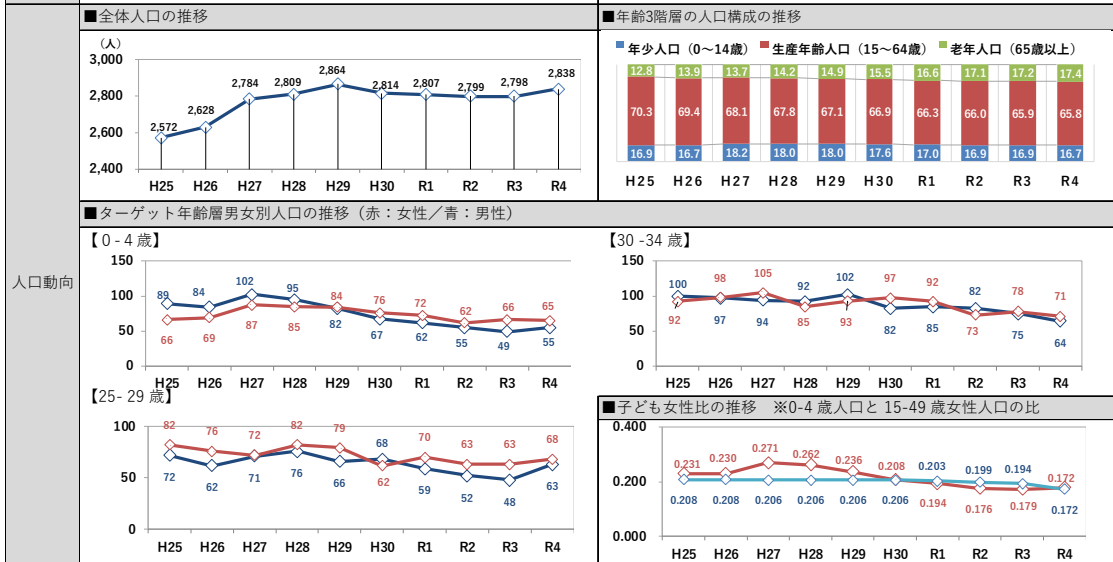 人口動向
■全体人口の推移
（人）
3,000
2,800
2,600
2,400
2,572 2,628 2,784 2,809 2,864 2,814 2,807 2,799 2,798 2,838
H25 H26 H27 H28 H29 H30 R1 R2 R3 R4
■年齢3階層の人口構成の推移
年少人口（0～14歳） 生産年齢人口（15～64歳） 老年人口（65歳以上）
12.8 13.9 13.7 14.2 14.9 15.5 16.6 17.1 17.2 17.4
70.3 69.4 68.1 67.8 67.1 66.9 66.3 66.0 65.9 65.8
16.9 16.7 18.2 18.0 18.0 17.6 17.0 16.9 16.9 16.7
H25 H26 H27 H28 H29 H30 R1 R2 R3 R4
■ターゲット年齢層男女別人口の推移（赤：女性／青：男性）
【 0 - 4 歳】
150
100
50
0
89 84 102 95 84 76 72 62 66 65
66 69 87 85 82 67 62 55 49 55
H25 H26 H27 H28 H29 H30 R1 R2 R3 R4
【30 -34 歳】
150
100
50
0
100 98 105 92 102 97 92 82 78 71
92 97 94 85 93 82 85 73 75 64
H25 H26 H27 H28 H29 H30 R1 R2 R3 R4
【25- 29 歳】
100
50
0
82 76 72 82 79 68 70 63 63 68
72 62 71 76 66 62 59 52 48 63
H25 H26 H27 H28 H29 H30 R1 R2 R3 R4
■子ども女性比の推移 ※0-4 歳人口と 15-49 歳女性人口の比
0.400
0.200
0.000
0.231 0.230 0.271 0.262 0.236 0.208 0.203 0.199 0.194 0.172
0.208 0.208 0.206 0.206 0.206 0.206 0.194 0.176 0.179 0.172
H25 H26 H27 H28 H29 H30 R1 R2 R3 R4